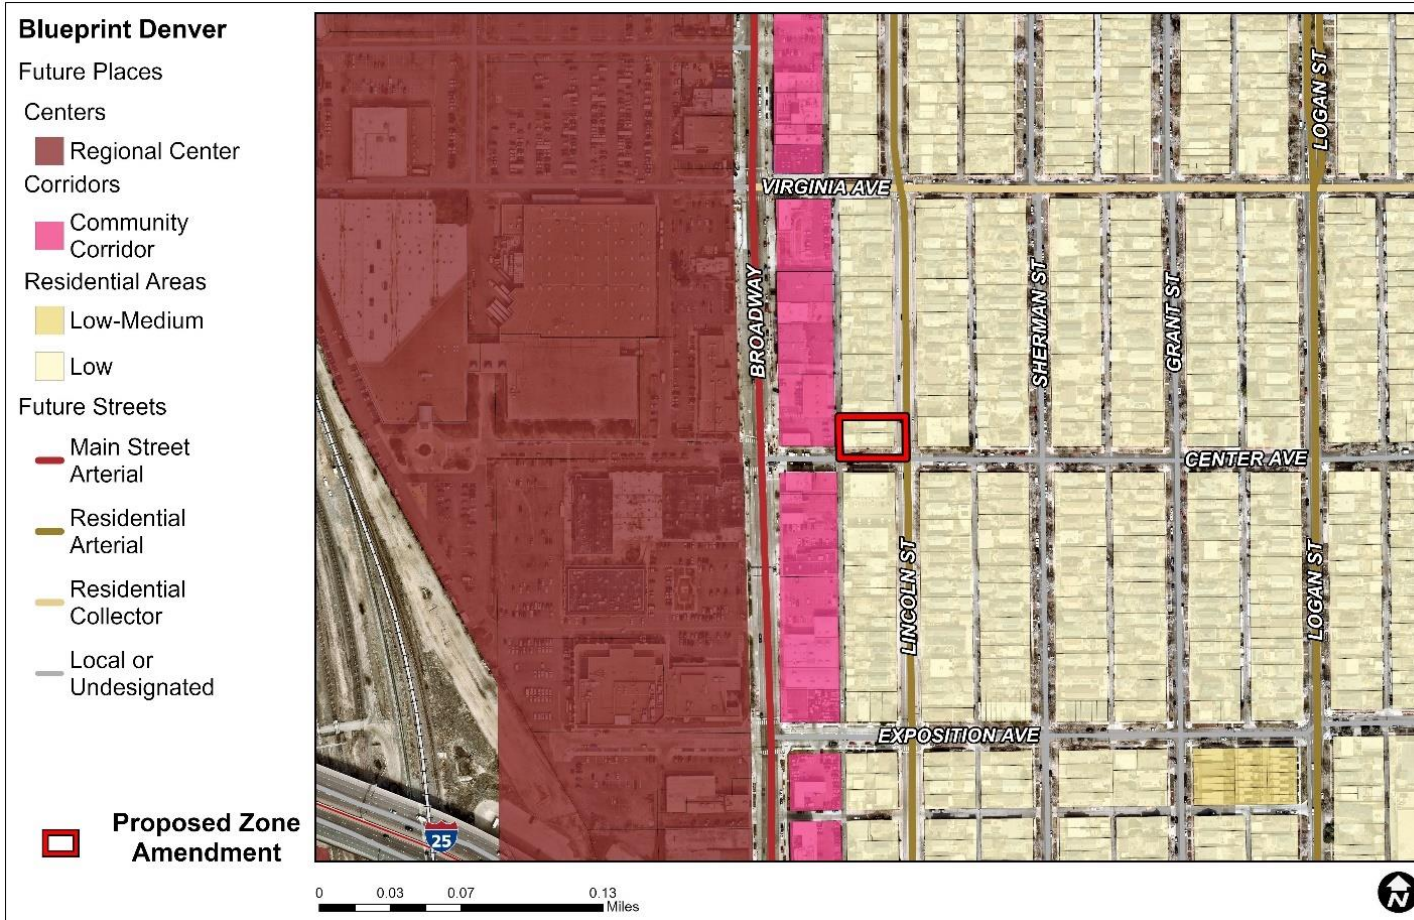 Blueprint Denver
Future Places
Centers
Regional Center
Corridors
Community
Corridor
Residential Areas
Low-Medium
Low
Future Streets
Main Street
Arterial
Residential
Arterial
Residential
Collector
Local or
Undesignated
Proposed Zone
Amendment
LOGAN ST
VIRGINIA AVE
BROADWAY
SHERMAN ST
GRANT ST
CENTER AVE
LINCOLN ST
LOGAN ST
EXPOSITION AVE
25
0 0.03 0.07 0.13
Miles
N